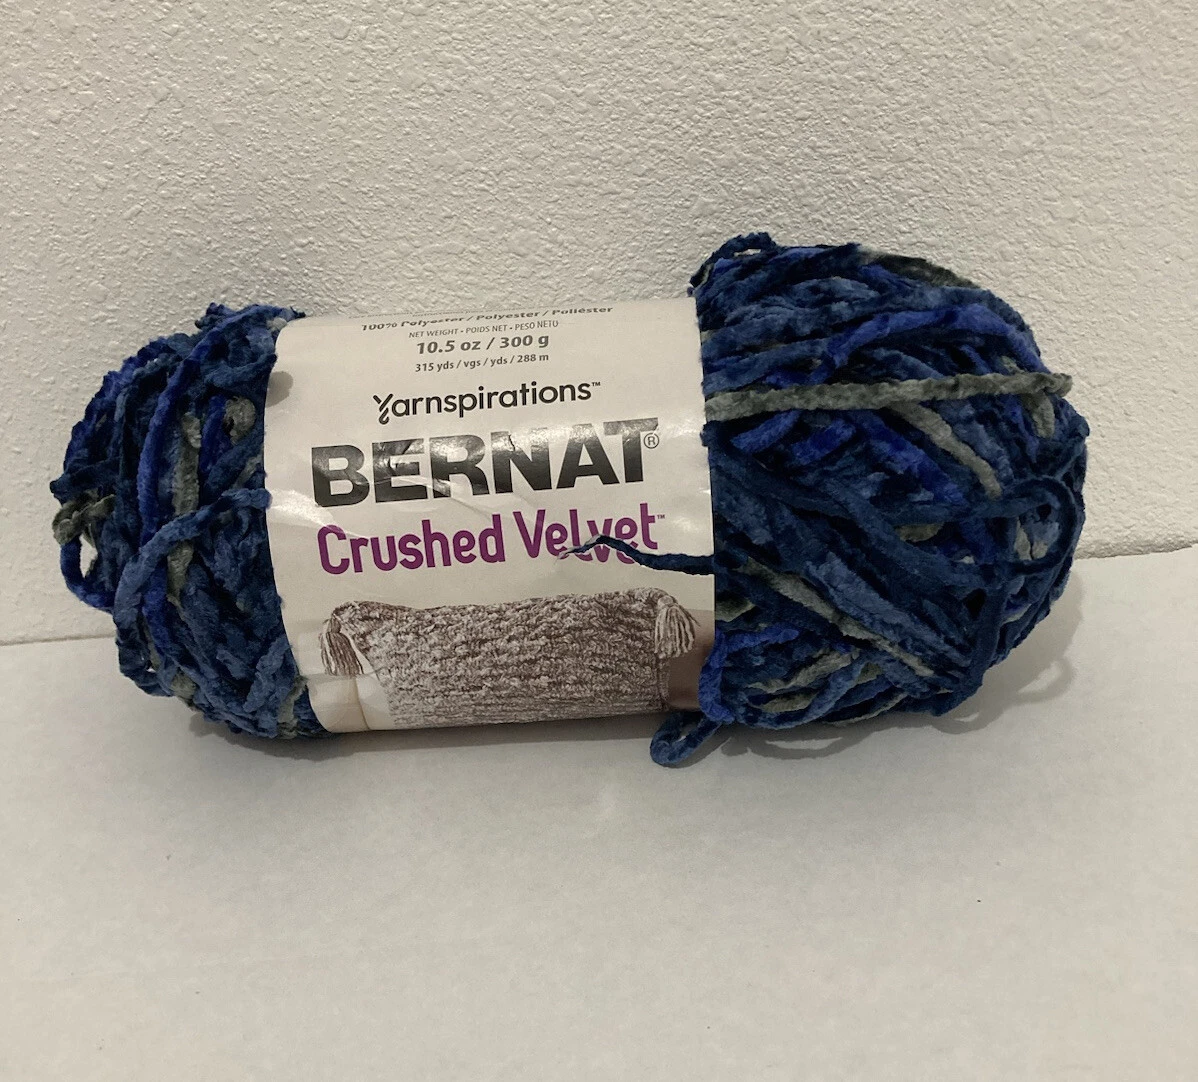 100% Polyester / Polyester / Poliéster
NET WEIGHT • POIDS NET • PESO NETO
10.5 oz / 300 g
315 yds / vgs / yds / 288 m
Yarnspirations™
BERNAT®
Crushed Velvet™